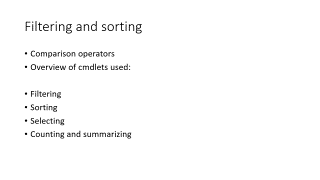 Filtering and sorting
• Comparison operators
• Overview of cmdlets used:
• Filtering
• Sorting
• Selecting
• Counting and summarizing